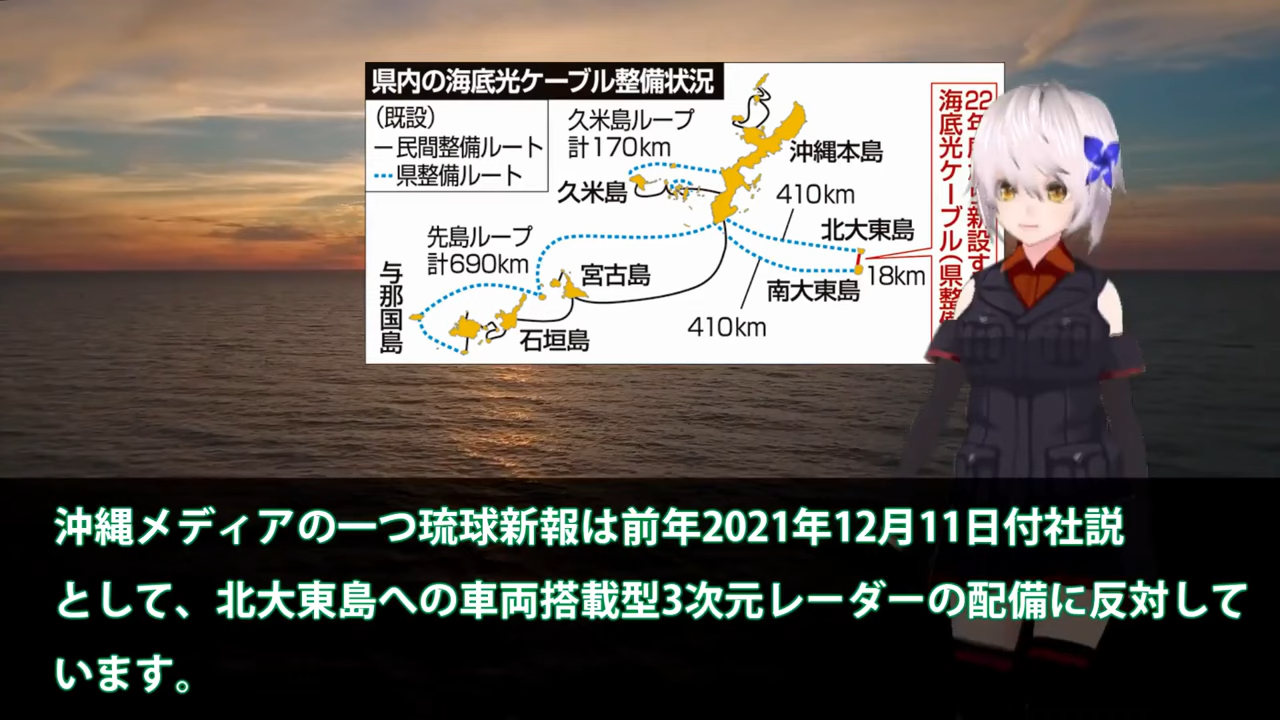 県内の海底光ケーブル整備状況
(既設)
民間整備ルート
県整備ルート
久米島ループ
計170km
沖縄本島
久米島
410km
北大東島
先島ループ
計690km
与那国島
宮古島
18km
南大東島
石垣島
410km
22年
新設す
海底光ケーブル(県整備
沖縄メディアの一つ琉球新報は前年2021年12月11日付社説
として、北大東島への車両搭載型3次元レーダーの配備に反対して
います。